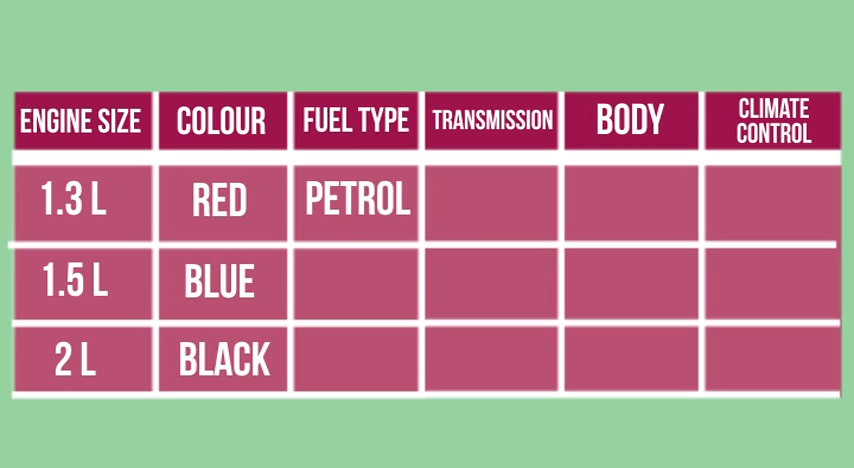 ENGINE SIZE COLOUR FUEL TYPE TRANSMISSION BODY CLIMATE CONTROL
1.3 L RED PETROL
1.5 L BLUE
2 L BLACK